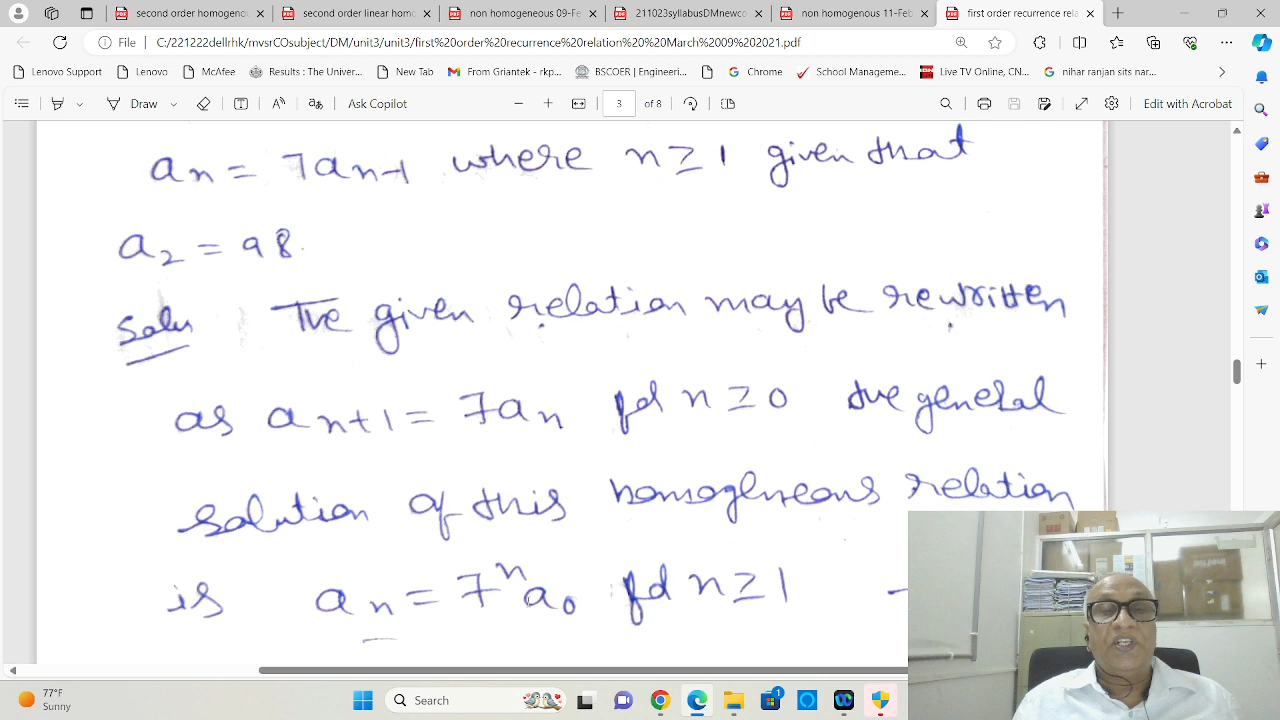 second order homogenous
second order linear homo
non homogeneous 09-Fe
211023syllabusDMewco
non homogenous 11-Feb
first order recurrence rela
File C:/221222dellrhk/mvsrCOsubject/DM/unit3/unit3/first%20order%20recurrence%20relation%20%20March%2009%202021.pdf
Lenovo Support
Lenovo
McAfee
Results : The Univer...
New Tab
From Griantek - rkp...
BSCOER | Engineeri...
Chrome
School Manageme...
Live TV Online, CN...
nihar ranjan sits nar...
Draw
Ask Copilot
3 of 8
Edit with Acrobat
aₙ = 7aₙ₋₁ where n ≥ 1 given that
a₂ = 98.
Soln The given relation may be rewritten
as aₙ₊₁ = 7aₙ for n ≥ 0 the general
solution of this homogeneous relation
is aₙ = 7ⁿa₀ for n ≥ 1 -
77°F
Sunny
Search